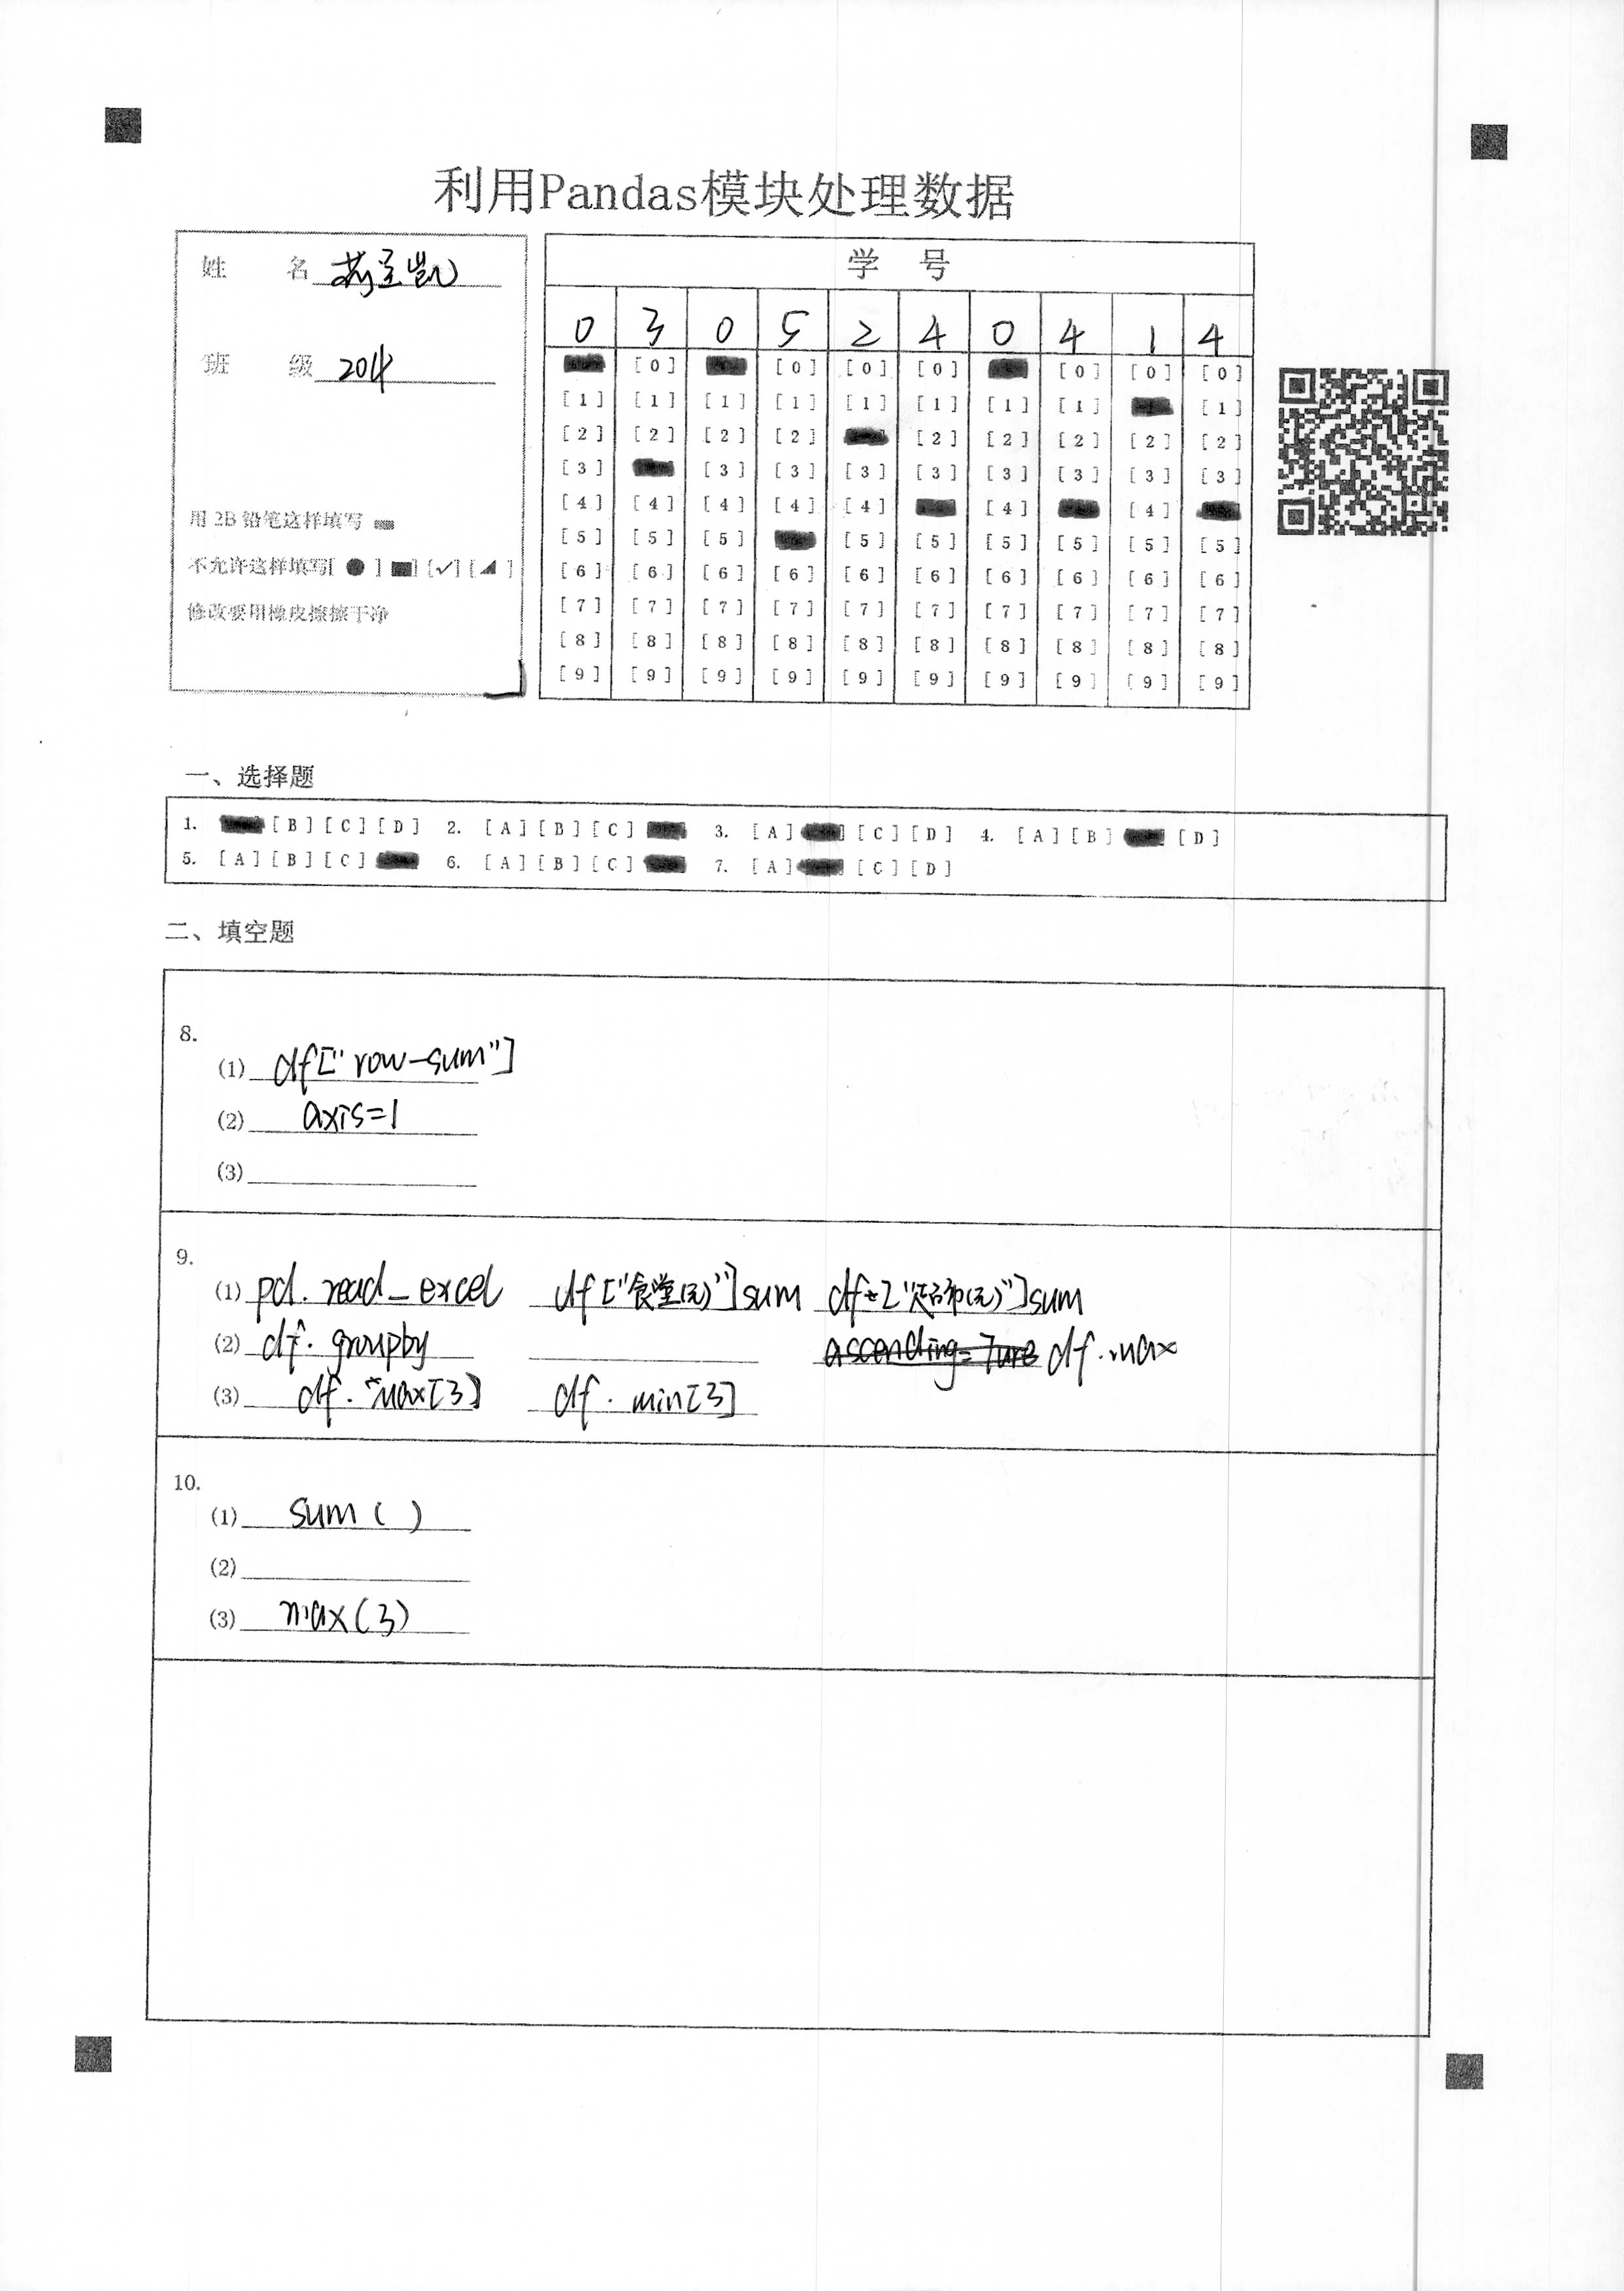 利用Pandas模块处理数据
姓 名
班 级 204
用 2B 铅笔这样填写
不允许这样填写[ ● ] [■] [✓] [◢ ]
修改要用橡皮擦擦干净
学 号
0 3 0 5 2 4 0 4 1 4
[0] [0] [0] [0] [0] [0] [0]
[1] [1] [1] [1] [1] [1] [1] [1] [1]
[2] [2] [2] [2] [2] [2] [2] [2] [2]
[3] [3] [3] [3] [3] [3] [3] [3] [3]
[4] [4] [4] [4] [4] [4] [4]
[5] [5] [5] [5] [5] [5] [5] [5] [5]
[6] [6] [6] [6] [6] [6] [6] [6] [6] [6]
[7] [7] [7] [7] [7] [7] [7] [7] [7] [7]
[8] [8] [8] [8] [8] [8] [8] [8] [8] [8]
[9] [9] [9] [9] [9] [9] [9] [9] [9] [9]
一、选择题
1. [B] [C] [D] 2. [A] [B] [C] 3. [A] [C] [D] 4. [A] [B] [D]
5. [A] [B] [C] 6. [A] [B] [C] 7. [A] [C] [D]
二、填空题
8.
(1) df["row-sum"]
(2) axis=1
(3)
9.
(1) pd. read_excel df["食堂(元)"]sum df["超市(元)"]sum
(2) df. groupby df.max
(3) df. max[3] df. min[3]
10.
(1) sum ( )
(2)
(3) max(3)